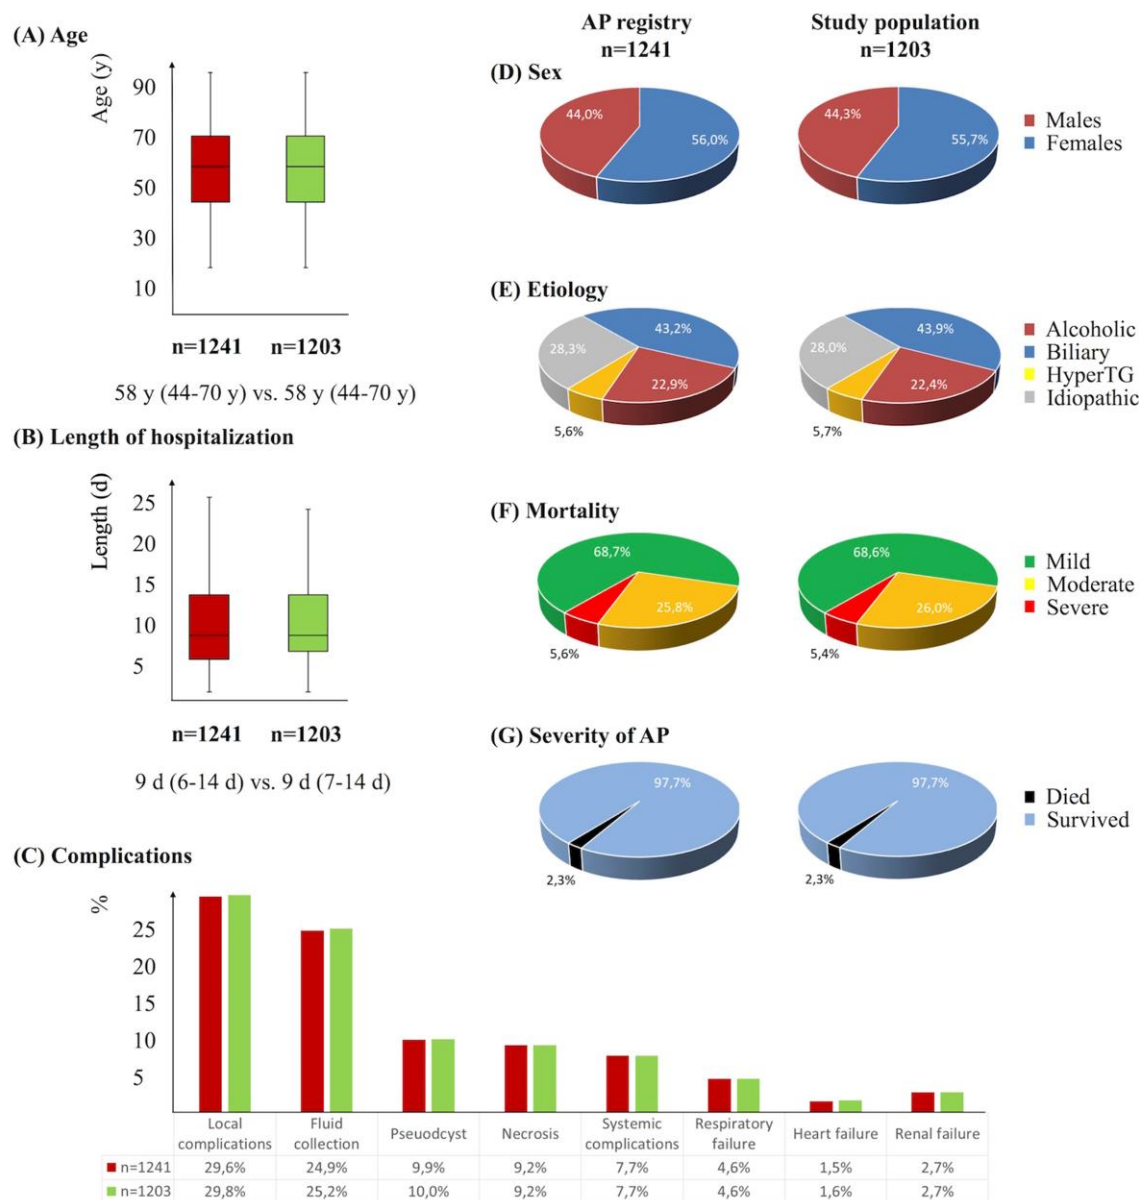 (A) Age
Age (y)
90
70
50
30
10
n=1241 n=1203
58 y (44-70 y) vs. 58 y (44-70 y)
(B) Length of hospitalization
Length (d)
25
20
15
10
5
n=1241 n=1203
9 d (6-14 d) vs. 9 d (7-14 d)
(C) Complications
%
25
20
15
10
5
Local complications Fluid collection Pseuodcyst Necrosis Systemic complications Respiratory failure Heart failure Renal failure
n=1241 29,6% 24,9% 9,9% 9,2% 7,7% 4,6% 1,5% 2,7%
n=1203 29,8% 25,2% 10,0% 9,2% 7,7% 4,6% 1,6% 2,7%
AP registry Study population
n=1241 n=1203
(D) Sex
44,0% 56,0% 44,3% 55,7%
Males
Females
(E) Etiology
43,2% 28,3% 22,9% 5,6%
43,9% 28,0% 22,4% 5,7%
Alcoholic
Biliary
HyperTG
Idiopathic
(F) Mortality
68,7% 25,8% 5,6%
68,6% 26,0% 5,4%
Mild
Moderate
Severe
(G) Severity of AP
97,7% 2,3%
97,7% 2,3%
Died
Survived